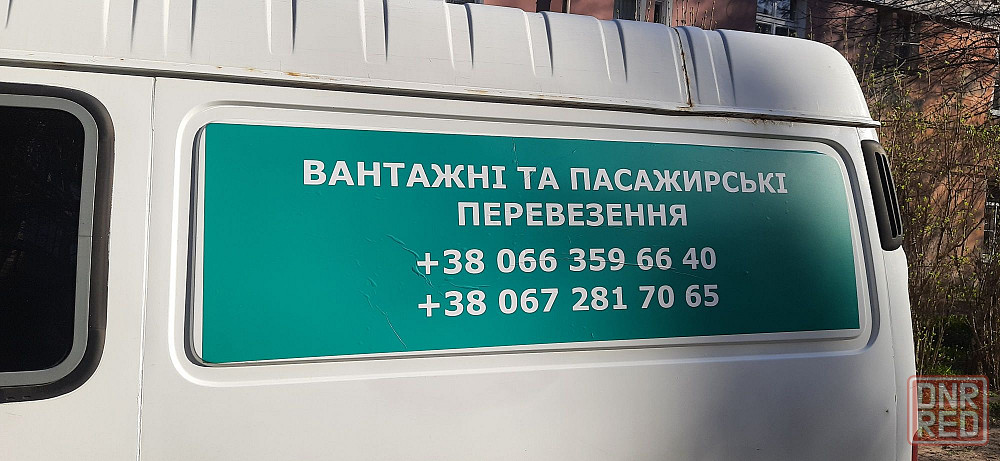 ВАНТАЖНІ ТА ПАСАЖИРСЬКІ
ПЕРЕВЕЗЕННЯ
+38 066 359 66 40
+38 067 281 70 65
DNR
RED